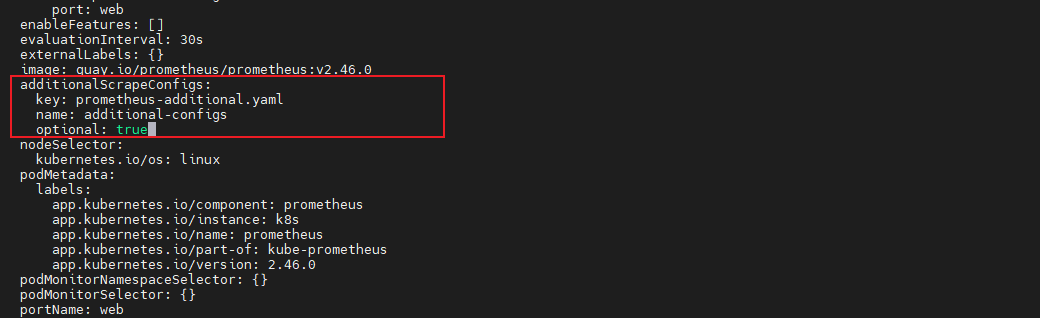 port: web
enableFeatures: []
evaluationInterval: 30s
externalLabels: {}
image: quay.io/prometheus/prometheus:v2.46.0
additionalScrapeConfigs:
key: prometheus-additional.yaml
name: additional-configs
optional: true
nodeSelector:
kubernetes.io/os: linux
podMetadata:
labels:
app.kubernetes.io/component: prometheus
app.kubernetes.io/instance: k8s
app.kubernetes.io/name: prometheus
app.kubernetes.io/part-of: kube-prometheus
app.kubernetes.io/version: 2.46.0
podMonitorNamespaceSelector: {}
podMonitorSelector: {}
portName: web